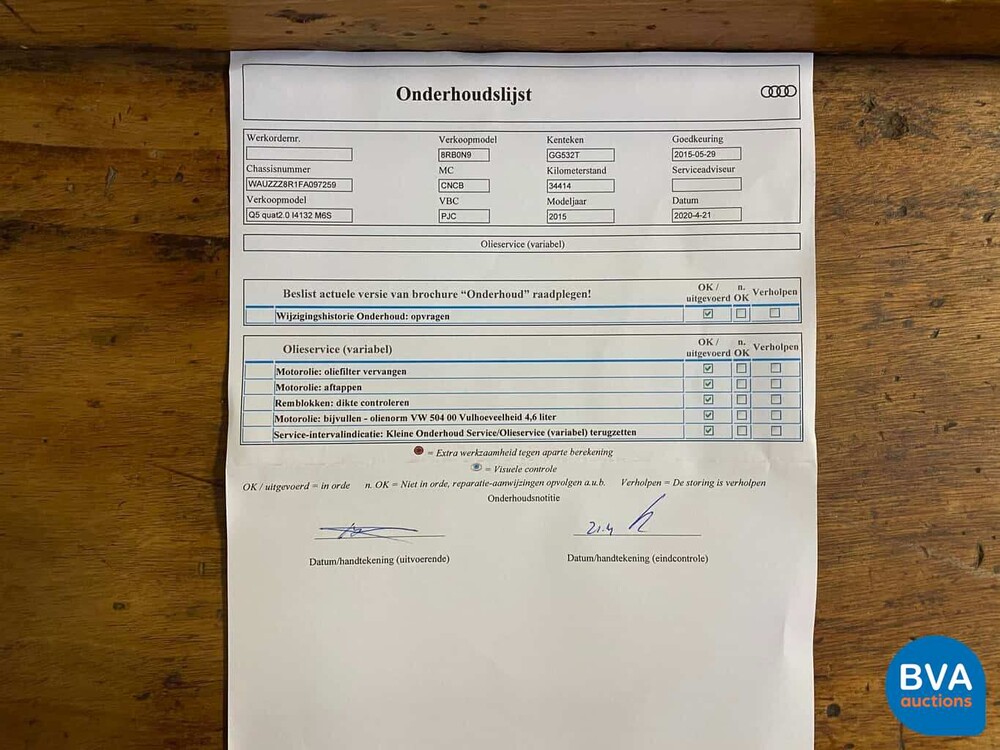 Onderhoudslijst
Werkordernr. Verkoopmodel Kenteken Goedkeuring
8RB0N9 GG532T 2015-05-29
Chassisnummer MC Kilometerstand Serviceadviseur
WAUZZZ8R1FA097259 CNCB 34414
Verkoopmodel VBC Modeljaar Datum
Q5 quat2.0 I4132 M6S PJC 2015 2020-4-21
Olieservice (variabel)
Beslist actuele versie van brochure “Onderhoud” raadplegen! OK / uitgevoerd n. OK Verholpen
Wijzigingshistorie Onderhoud: opvragen
Olieservice (variabel) OK / uitgevoerd n. OK Verholpen
Motorolie: oliefilter vervangen
Motorolie: aftappen
Remblokken: dikte controleren
Motorolie: bijvullen - olienorm VW 504 00 Vulhoeveelheid 4,6 liter
Service-intervalindicatie: Kleine Onderhoud Service/Olieservice (variabel) terugzetten
= Extra werkzaamheid tegen aparte berekening
= Visuele controle
OK / uitgevoerd = in orde n. OK = Niet in orde, reparatie-aanwijzingen opvolgen a.u.b. Verholpen = De storing is verholpen
Onderhoudsnotitie
21-4
Datum/handtekening (uitvoerende) Datum/handtekening (eindcontrole)
BVA
auctions